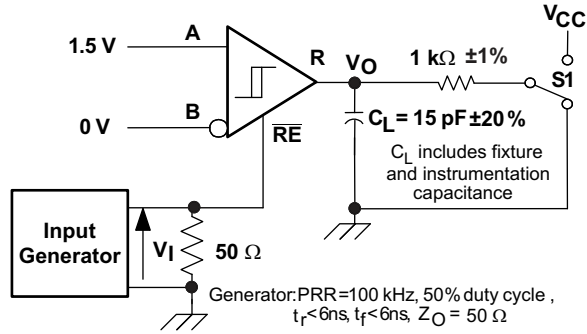 V_CC
1.5 V
A
R
V_O
1 kΩ ±1%
S1
B
0 V
R̅E̅
C_L = 15 pF ±20%
C_L includes fixture
and instrumentation
capacitance
Input
Generator
V_I
50 Ω
Generator: PRR = 100 kHz, 50% duty cycle ,
t_r < 6ns, t_f < 6ns, Z_O = 50 Ω